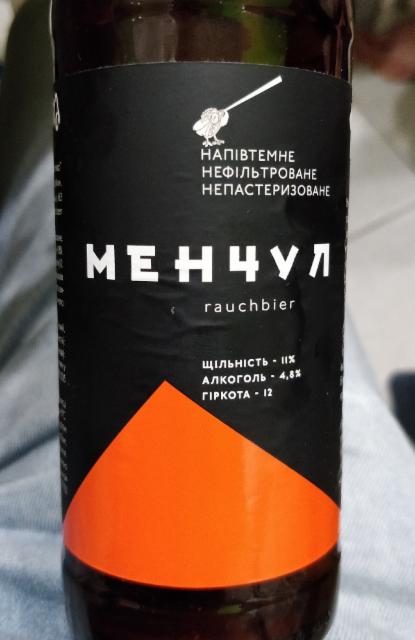 НАПІВТЕМНЕ
НЕФІЛЬТРОВАНЕ
НЕПАСТЕРИЗОВАНЕ
МЕНЧУЛ
rauchbier
ЩІЛЬНІСТЬ - 11%
АЛКОГОЛЬ - 4,8%
ГІРКОТА - 12